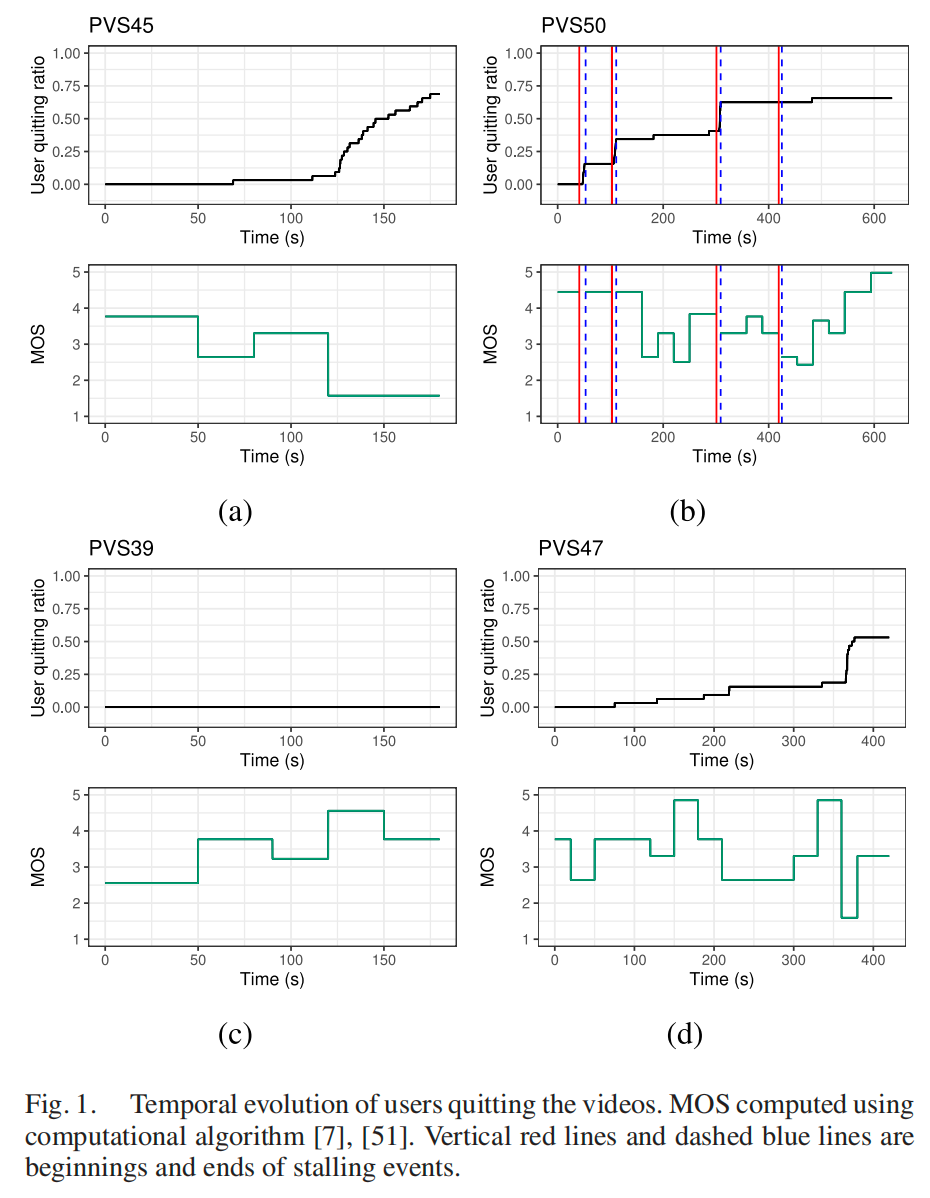 PVS45
User quitting ratio
1.00
0.75
0.50
0.25
0.00
0 50 100 150
Time (s)
MOS
5
4
3
2
1
0 50 100 150
Time (s)
(a)
PVS50
User quitting ratio
1.00
0.75
0.50
0.25
0.00
0 200 400 600
Time (s)
MOS
5
4
3
2
1
0 200 400 600
Time (s)
(b)
PVS39
User quitting ratio
1.00
0.75
0.50
0.25
0.00
0 50 100 150
Time (s)
MOS
5
4
3
2
1
0 50 100 150
Time (s)
(c)
PVS47
User quitting ratio
1.00
0.75
0.50
0.25
0.00
0 100 200 300 400
Time (s)
MOS
5
4
3
2
1
0 100 200 300 400
Time (s)
(d)
Fig. 1. Temporal evolution of users quitting the videos. MOS computed using
computational algorithm [7], [51]. Vertical red lines and dashed blue lines are
beginnings and ends of stalling events.